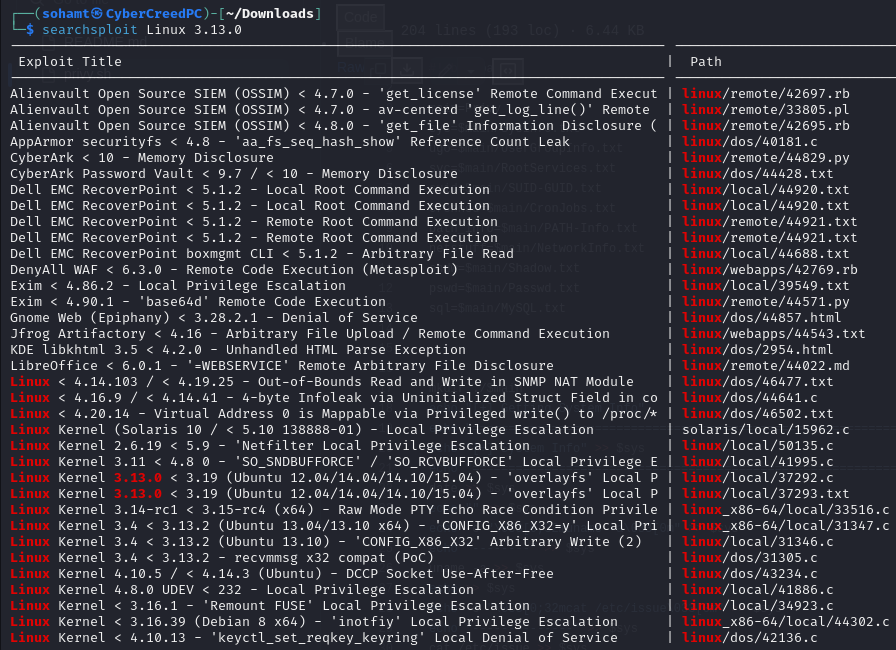 ┌──(sohamt㉿CyberCreedPC)-[~/Downloads]
└─$ searchsploit Linux 3.13.0
Exploit Title | Path
Alienvault Open Source SIEM (OSSIM) < 4.7.0 - 'get_license' Remote Command Execut | linux/remote/42697.rb
Alienvault Open Source SIEM (OSSIM) < 4.7.0 - av-centerd 'get_log_line()' Remote | linux/remote/33805.pl
Alienvault Open Source SIEM (OSSIM) < 4.8.0 - 'get_file' Information Disclosure ( | linux/remote/42695.rb
AppArmor securityfs < 4.8 - 'aa_fs_seq_hash_show' Reference Count Leak | linux/dos/40181.c
CyberArk < 10 - Memory Disclosure | linux/remote/44829.py
CyberArk Password Vault < 9.7 / < 10 - Memory Disclosure | linux/dos/44428.txt
Dell EMC RecoverPoint < 5.1.2 - Local Root Command Execution | linux/local/44920.txt
Dell EMC RecoverPoint < 5.1.2 - Local Root Command Execution | linux/local/44920.txt
Dell EMC RecoverPoint < 5.1.2 - Remote Root Command Execution | linux/remote/44921.txt
Dell EMC RecoverPoint < 5.1.2 - Remote Root Command Execution | linux/remote/44921.txt
Dell EMC RecoverPoint boxmgmt CLI < 5.1.2 - Arbitrary File Read | linux/local/44688.txt
DenyAll WAF < 6.3.0 - Remote Code Execution (Metasploit) | linux/webapps/42769.rb
Exim < 4.86.2 - Local Privilege Escalation | linux/local/39549.txt
Exim < 4.90.1 - 'base64d' Remote Code Execution | linux/remote/44571.py
Gnome Web (Epiphany) < 3.28.2.1 - Denial of Service | linux/dos/44857.html
Jfrog Artifactory < 4.16 - Arbitrary File Upload / Remote Command Execution | linux/webapps/44543.txt
KDE libkhtml 3.5 < 4.2.0 - Unhandled HTML Parse Exception | linux/dos/2954.html
LibreOffice < 6.0.1 - '=WEBSERVICE' Remote Arbitrary File Disclosure | linux/remote/44022.md
Linux < 4.14.103 / < 4.19.25 - Out-of-Bounds Read and Write in SNMP NAT Module | linux/dos/46477.txt
Linux < 4.16.9 / < 4.14.41 - 4-byte Infoleak via Uninitialized Struct Field in co | linux/dos/44641.c
Linux < 4.20.14 - Virtual Address 0 is Mappable via Privileged write() to /proc/* | linux/dos/46502.txt
Linux Kernel (Solaris 10 / < 5.10 138888-01) - Local Privilege Escalation | solaris/local/15962.c
Linux Kernel 2.6.19 < 5.9 - 'Netfilter Local Privilege Escalation | linux/local/50135.c
Linux Kernel 3.11 < 4.8 0 - 'SO_SNDBUFFORCE' / 'SO_RCVBUFFORCE' Local Privilege E | linux/local/41995.c
Linux Kernel 3.13.0 < 3.19 (Ubuntu 12.04/14.04/14.10/15.04) - 'overlayfs' Local P | linux/local/37292.c
Linux Kernel 3.13.0 < 3.19 (Ubuntu 12.04/14.04/14.10/15.04) - 'overlayfs' Local P | linux/local/37293.txt
Linux Kernel 3.14-rc1 < 3.15-rc4 (x64) - Raw Mode PTY Echo Race Condition Privile | linux_x86-64/local/33516.c
Linux Kernel 3.4 < 3.13.2 (Ubuntu 13.04/13.10 x64) - 'CONFIG_X86_X32=y' Local Pri | linux_x86-64/local/31347.c
Linux Kernel 3.4 < 3.13.2 (Ubuntu 13.10) - 'CONFIG_X86_X32' Arbitrary Write (2) | linux/local/31346.c
Linux Kernel 3.4 < 3.13.2 - recvmmsg x32 compat (PoC) | linux/dos/31305.c
Linux Kernel 4.10.5 / < 4.14.3 (Ubuntu) - DCCP Socket Use-After-Free | linux/dos/43234.c
Linux Kernel 4.8.0 UDEV < 232 - Local Privilege Escalation | linux/local/41886.c
Linux Kernel < 3.16.1 - 'Remount FUSE' Local Privilege Escalation | linux/local/34923.c
Linux Kernel < 3.16.39 (Debian 8 x64) - 'inotfiy' Local Privilege Escalation | linux_x86-64/local/44302.c
Linux Kernel < 4.10.13 - 'keyctl_set_reqkey_keyring' Local Denial of Service | linux/dos/42136.c